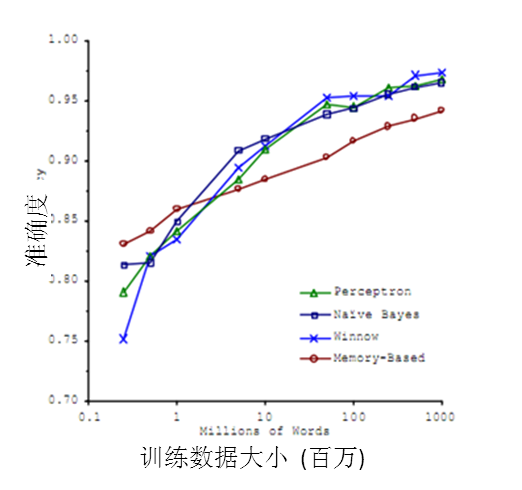 1.00
0.95
0.90
准确度
0.85
0.80
0.75
0.70
Perceptron
Naïve Bayes
Winnow
Memory-Based
0.1
1
10
100
1000
Millions of Words
训练数据大小 (百万)